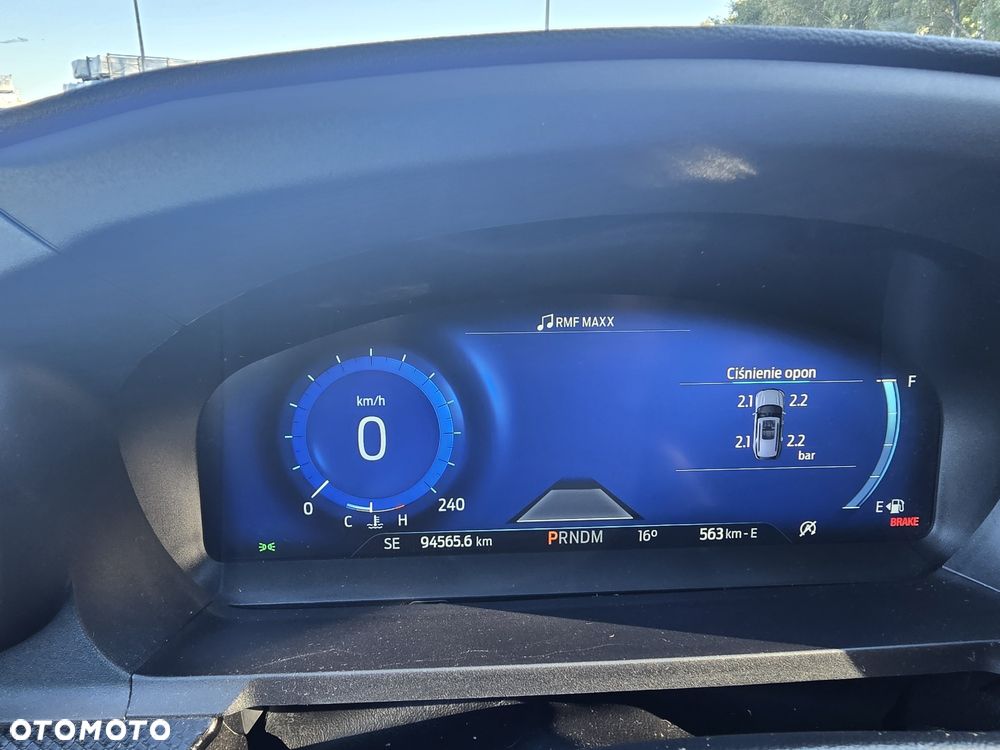 RMF MAXX
km/h
0
0
240
C
H
Ciśnienie opon
2.1 2.2
2.1 2.2
bar
F
E
BRAKE
SE 94565.6 km PRNDM 16° 563 km - E
OTOMOTO